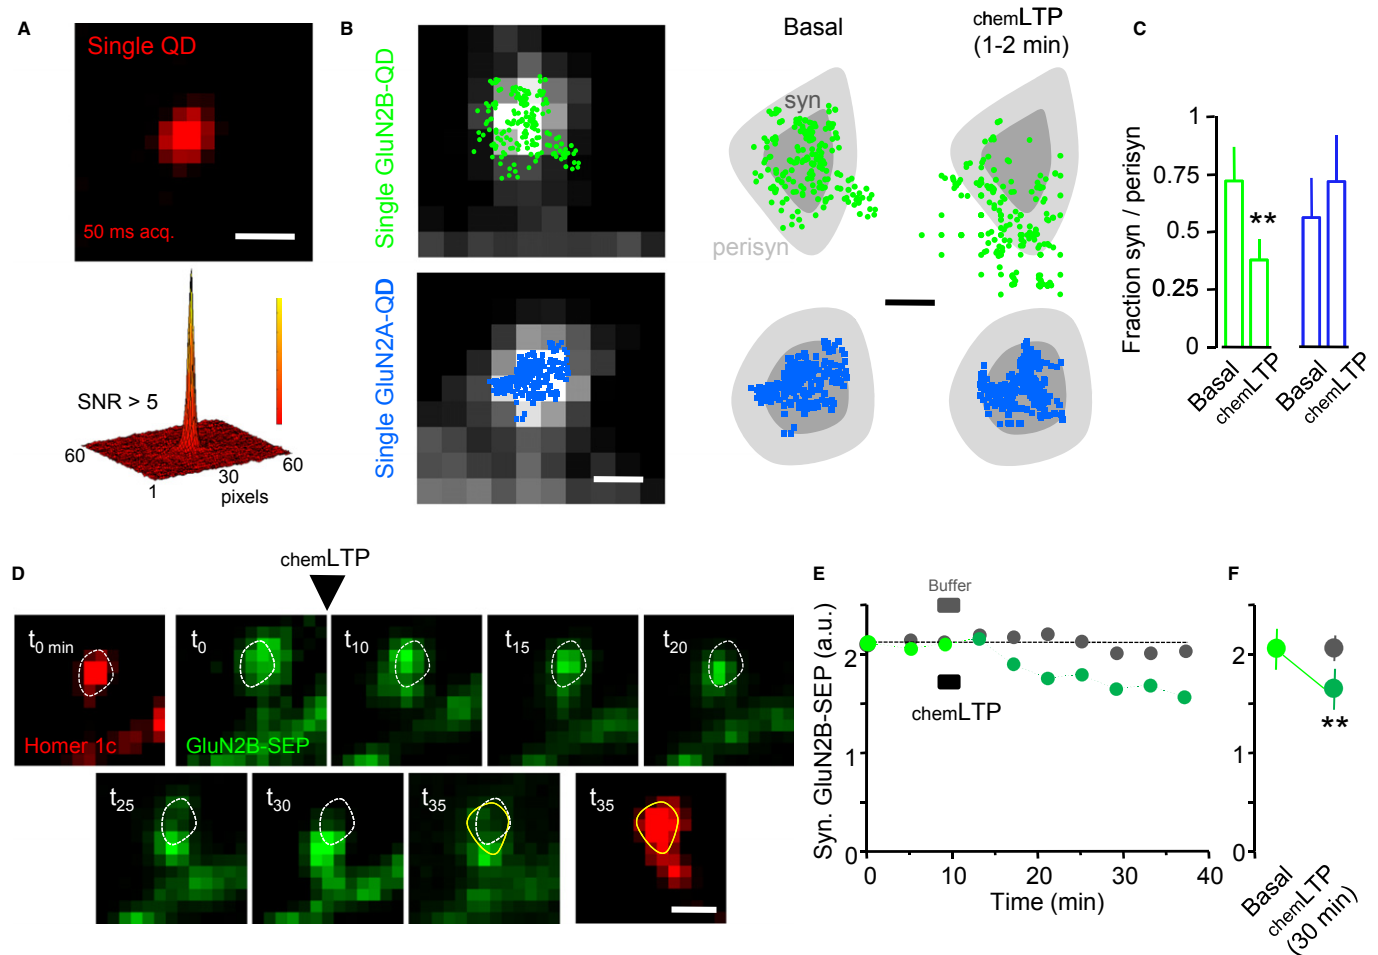 A
Single QD
50 ms acq.
SNR > 5
60
1
30
60
pixels
B
Single GluN2B-QD
Single GluN2A-QD
Basal
chemLTP
(1-2 min)
syn
perisyn
C
Fraction syn / perisyn
1
0.75
0.5
0.25
0
**
Basal
chemLTP
Basal
chemLTP
D
chemLTP
t0 min
Homer 1c
t0
GluN2B-SEP
t10
t15
t20
t25
t30
t35
t35
E
Syn. GluN2B-SEP (a.u.)
2
1
0
Buffer
chemLTP
0
10
20
30
40
Time (min)
F
2
1
0
**
Basal
chemLTP
(30 min)